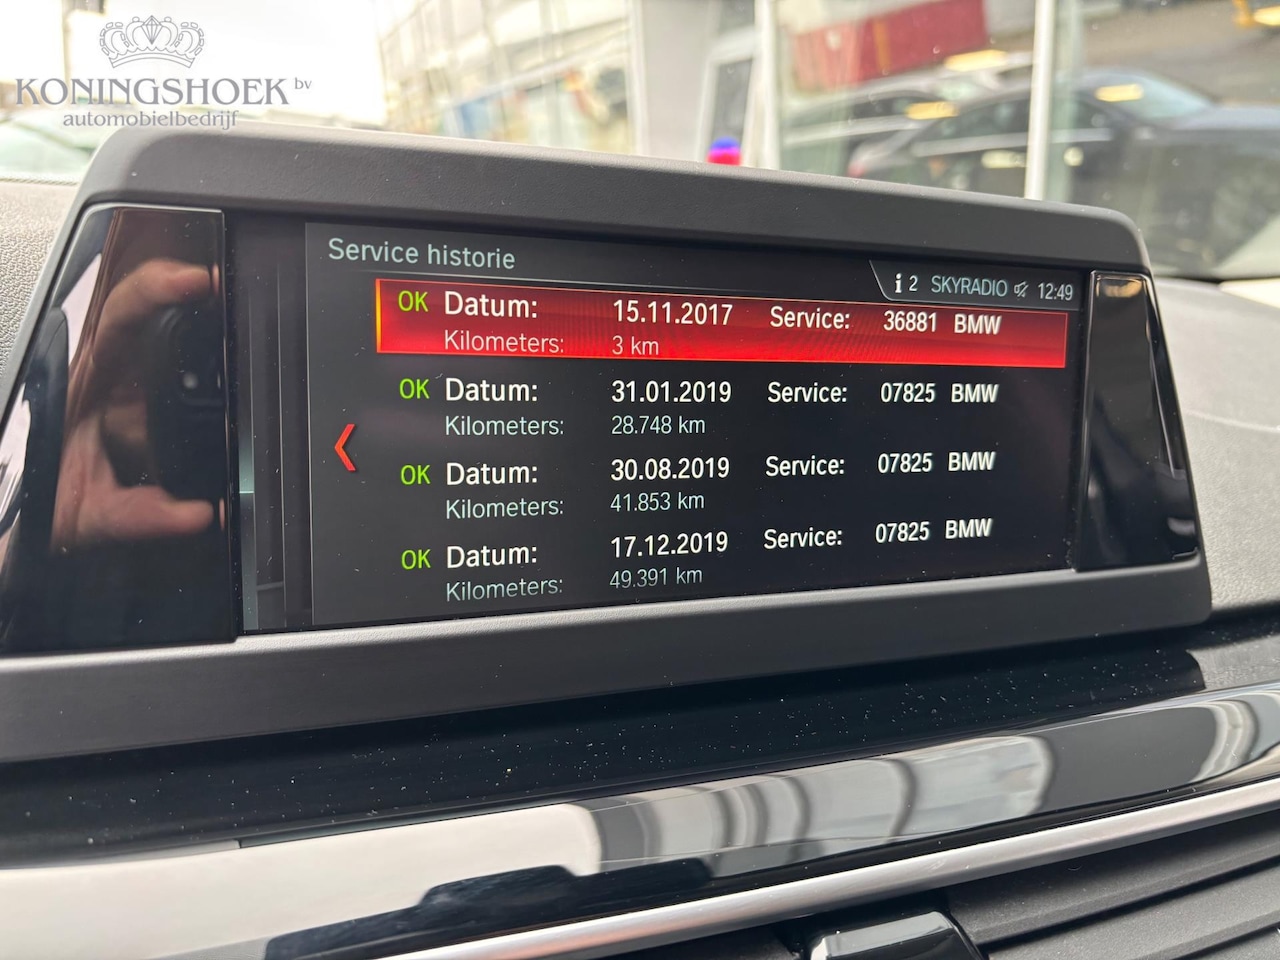 KONINGSHOEK bv
automobielbedrijf
Service historie
i 2 SKYRADIO 12:49
OK Datum: 15.11.2017 Service: 36881 BMW
Kilometers: 3 km
OK Datum: 31.01.2019 Service: 07825 BMW
Kilometers: 28.748 km
OK Datum: 30.08.2019 Service: 07825 BMW
Kilometers: 41.853 km
OK Datum: 17.12.2019 Service: 07825 BMW
Kilometers: 49.391 km